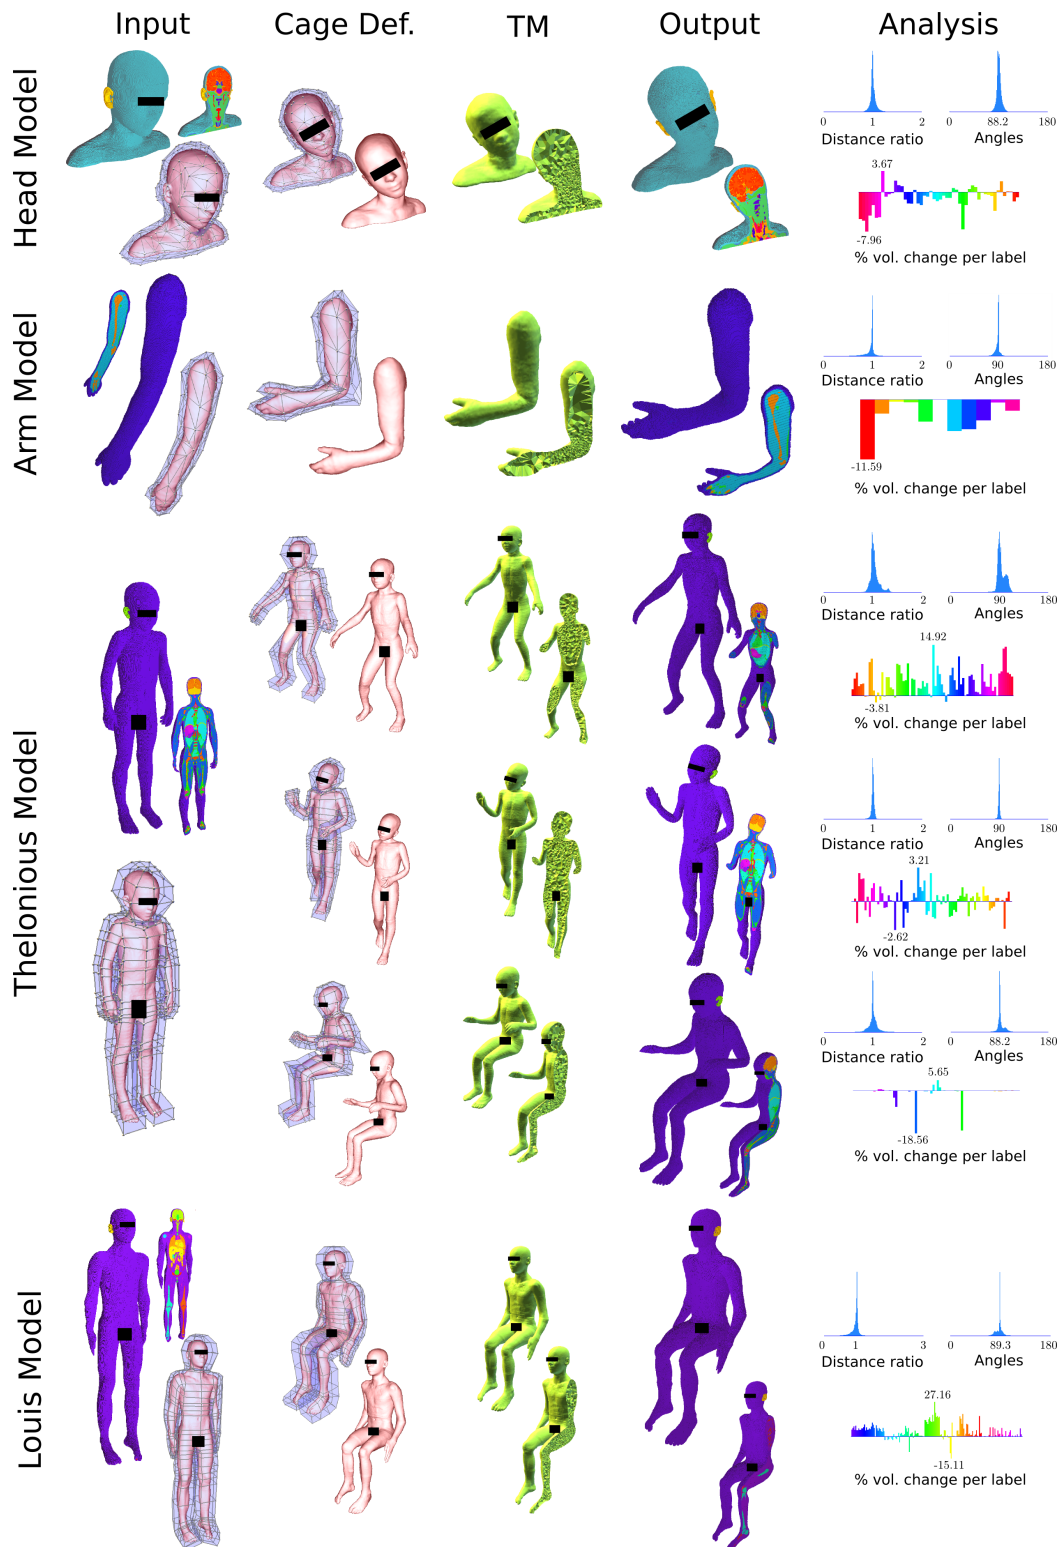 Input Cage Def. TM Output Analysis
Head Model
0 1 2 0 88.2 180
Distance ratio Angles
3.67
-7.96
% vol. change per label
Arm Model
0 1 2 0 90 180
Distance ratio Angles
-11.59
% vol. change per label
Thelonious Model
0 1 2 0 90 180
Distance ratio Angles
14.92
-3.81
% vol. change per label
0 1 2 0 90 180
Distance ratio Angles
3.21
-2.62
% vol. change per label
0 1 2 0 88.2 180
Distance ratio Angles
5.65
-18.56
% vol. change per label
Louis Model
0 1 3 0 89.3 180
Distance ratio Angles
27.16
-15.11
% vol. change per label